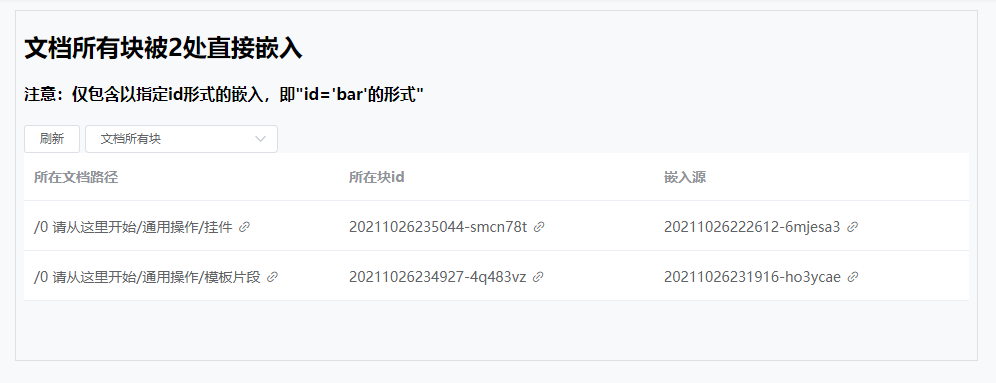 文档所有块被2处直接嵌入
注意：仅包含以指定id形式的嵌入，即"id='bar'的形式"
刷新 文档所有块
所在文档路径 所在块id 嵌入源
/0 请从这里开始/通用操作/挂件 20211026235044-smcn78t 20211026222612-6mjesa3
/0 请从这里开始/通用操作/模板片段 20211026234927-4q483vz 20211026231916-ho3ycae